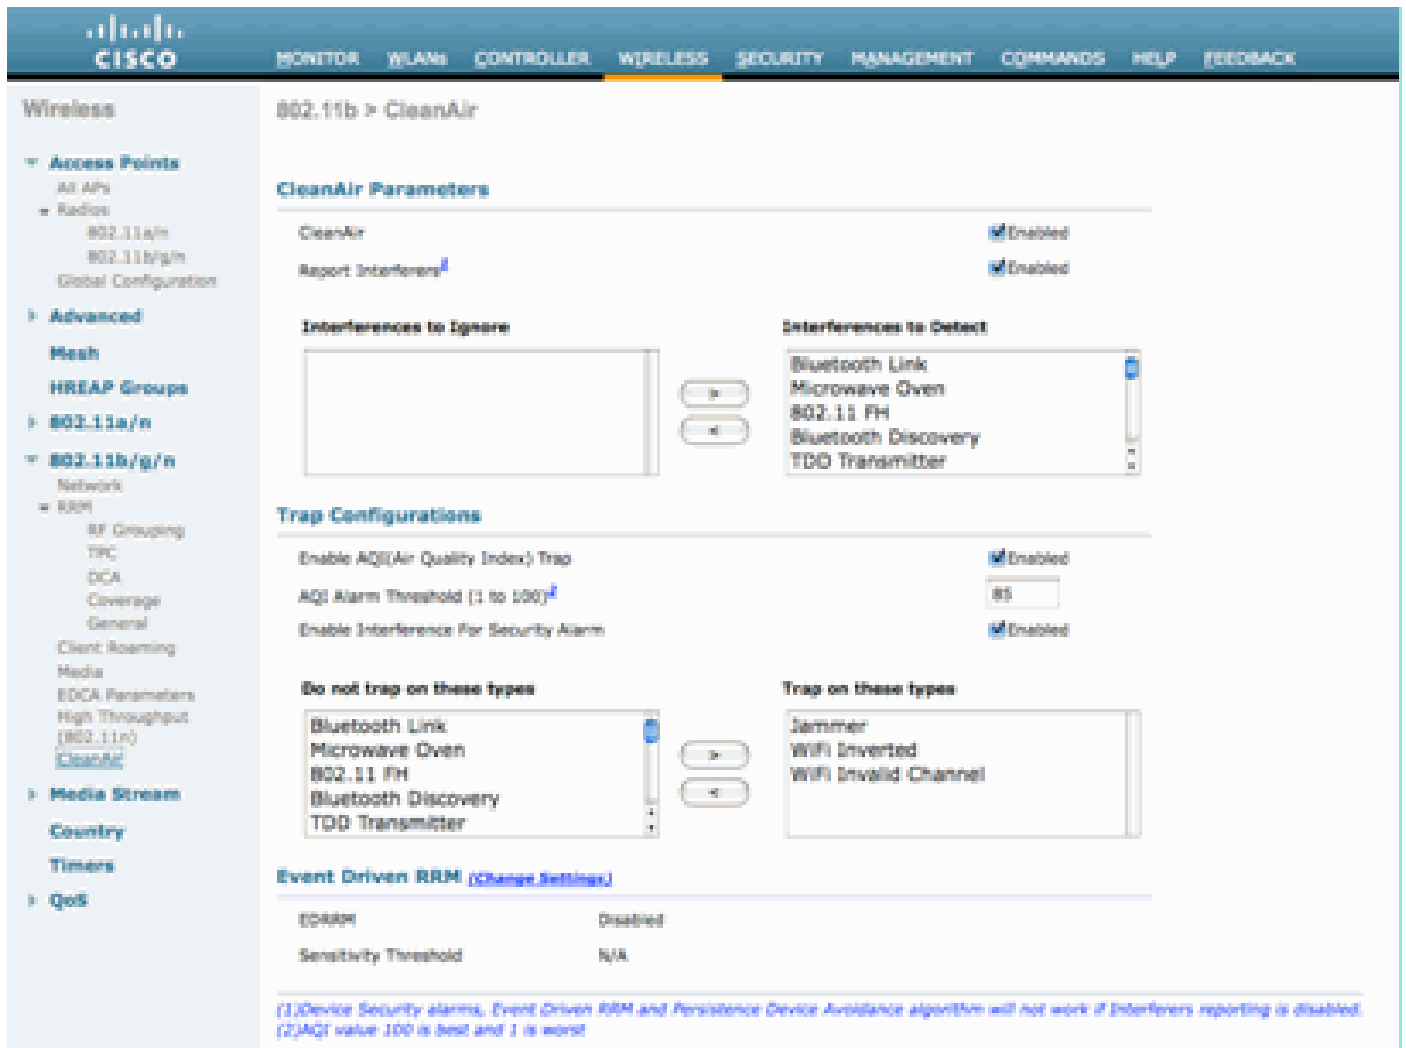 CISCO
MONITOR WLANs CONTROLLER WIRELESS SECURITY MANAGEMENT COMMANDS HELP FEEDBACK
Wireless
Access Points
All APs
Radios
802.11a/n
802.11b/g/n
Global Configuration
Advanced
Mesh
HREAP Groups
802.11a/n
802.11b/g/n
Network
RRM
RF Grouping
TPC
DCA
Coverage
General
Client Roaming
Media
EDCA Parameters
High Throughput
(802.11n)
CleanAir
Media Stream
Country
Timers
QoS
802.11b > CleanAir
CleanAir Parameters
CleanAir Enabled
Report Interferers Enabled
Interferences to Ignore Interferences to Detect
Bluetooth Link
Microwave Oven
> 802.11 FH
< Bluetooth Discovery
TDD Transmitter
Trap Configurations
Enable AQI(Air Quality Index) Trap Enabled
AQI Alarm Threshold (1 to 100)2 85
Enable Interference For Security Alarm Enabled
Do not trap on these types Trap on these types
Bluetooth Link Jammer
Microwave Oven > WiFi Inverted
802.11 FH WiFi Invalid Channel
Bluetooth Discovery <
TDD Transmitter
Event Driven RRM (Change Settings)
EDRRM Disabled
Sensitivity Threshold N/A
(1)Device Security alarms, Event Driven RRM and Persistence Device Avoidance algorithm will not work if Interferers reporting is disabled.
(2)AQI value 100 is best and 1 is worst